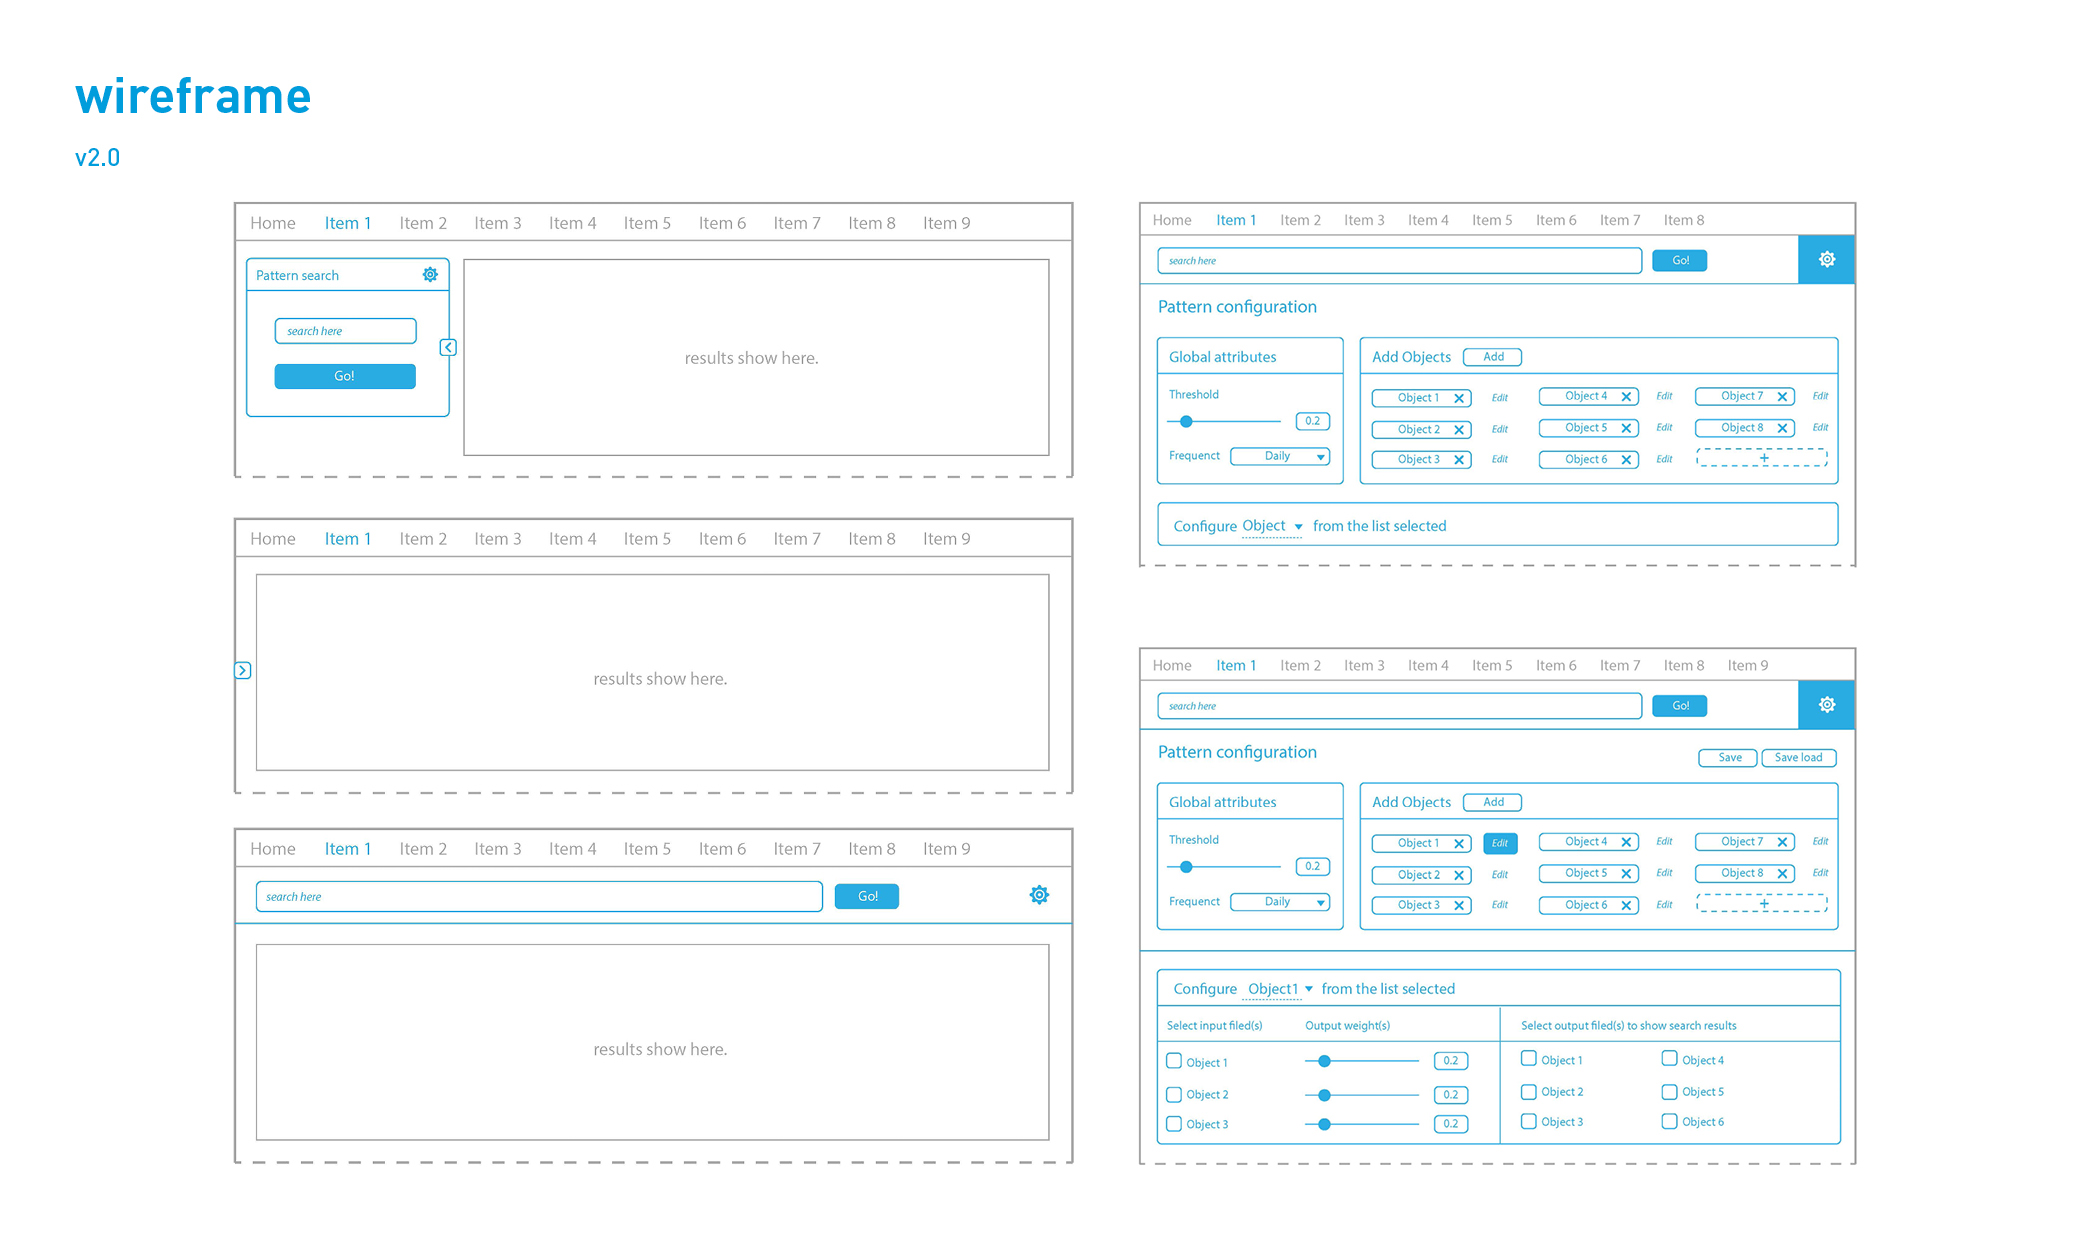 wireframe
v2.0
Home Item 1 Item 2 Item 3 Item 4 Item 5 Item 6 Item 7 Item 8 Item 9
Pattern search
search here
Go!
results show here.
Home Item 1 Item 2 Item 3 Item 4 Item 5 Item 6 Item 7 Item 8 Item 9
results show here.
Home Item 1 Item 2 Item 3 Item 4 Item 5 Item 6 Item 7 Item 8 Item 9
search here Go!
results show here.
Home Item 1 Item 2 Item 3 Item 4 Item 5 Item 6 Item 7 Item 8
search here Go!
Pattern configuration
Global attributes
Threshold
0.2
Frequenct Daily
Add Objects Add
Object 1 Edit Object 4 Edit Object 7 Edit
Object 2 Edit Object 5 Edit Object 8 Edit
Object 3 Edit Object 6 Edit +
Configure Object from the list selected
Home Item 1 Item 2 Item 3 Item 4 Item 5 Item 6 Item 7 Item 8 Item 9
search here Go!
Pattern configuration Save Save load
Global attributes
Threshold
0.2
Frequenct Daily
Add Objects Add
Object 1 Edit Object 4 Edit Object 7 Edit
Object 2 Edit Object 5 Edit Object 8 Edit
Object 3 Edit Object 6 Edit +
Configure Object1 from the list selected
Select input filed(s) Output weight(s) Select output filed(s) to show search results
Object 1 0.2 Object 1 Object 4
Object 2 0.2 Object 2 Object 5
Object 3 0.2 Object 3 Object 6